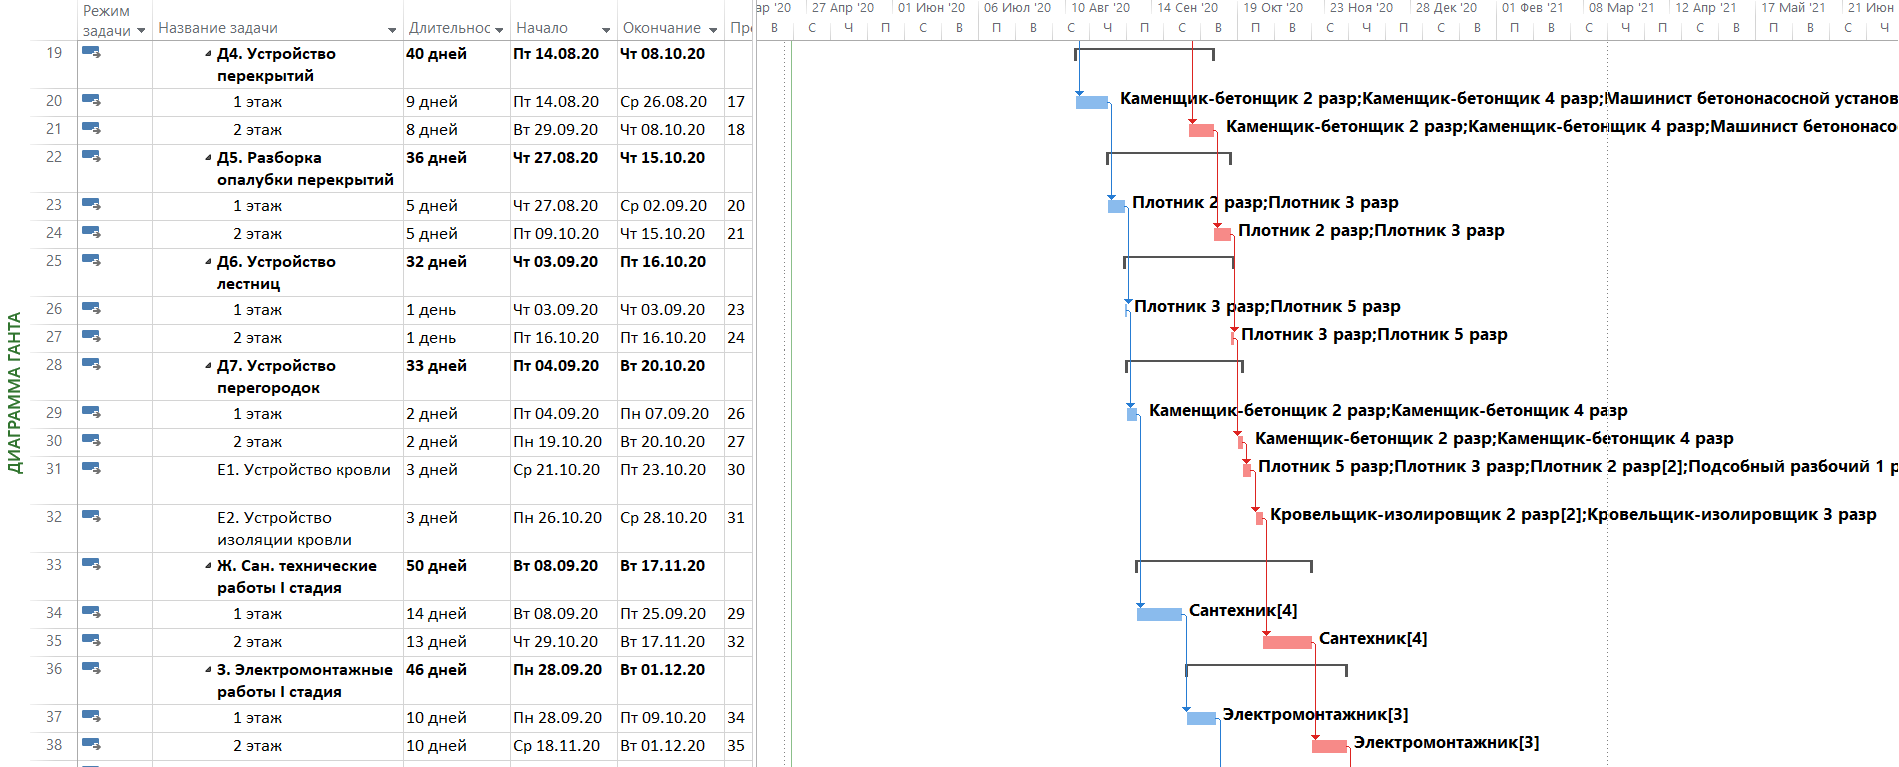 Режим задачи Название задачи Длительнос Начало Окончание Пре
ар '20 27 Апр '20 01 Июн '20 06 Июл '20 10 Авг '20 14 Сен '20 19 Окт '20 23 Ноя '20 28 Дек '20 01 Фев '21 08 Мар '21 12 Апр '21 17 Май '21 21 Июн
В С Ч П В С Ч П В С Ч П В С Ч П В С Ч П В С Ч П В С Ч
ДИАГРАММА ГАНТА
19 Д4. Устройство перекрытий 40 дней Пт 14.08.20 Чт 08.10.20
20 1 этаж 9 дней Пт 14.08.20 Ср 26.08.20 17 Каменщик-бетонщик 2 разр;Каменщик-бетонщик 4 разр;Машинист бетононасосной установ
21 2 этаж 8 дней Вт 29.09.20 Чт 08.10.20 18 Каменщик-бетонщик 2 разр;Каменщик-бетонщик 4 разр;Машинист бетононасо
22 Д5. Разборка опалубки перекрытий 36 дней Чт 27.08.20 Чт 15.10.20
23 1 этаж 5 дней Чт 27.08.20 Ср 02.09.20 20 Плотник 2 разр;Плотник 3 разр
24 2 этаж 5 дней Пт 09.10.20 Чт 15.10.20 21 Плотник 2 разр;Плотник 3 разр
25 Д6. Устройство лестниц 32 дней Чт 03.09.20 Пт 16.10.20
26 1 этаж 1 день Чт 03.09.20 Чт 03.09.20 23 Плотник 3 разр;Плотник 5 разр
27 2 этаж 1 день Пт 16.10.20 Пт 16.10.20 24 Плотник 3 разр;Плотник 5 разр
28 Д7. Устройство перегородок 33 дней Пт 04.09.20 Вт 20.10.20
29 1 этаж 2 дней Пт 04.09.20 Пн 07.09.20 26 Каменщик-бетонщик 2 разр;Каменщик-бетонщик 4 разр
30 2 этаж 2 дней Пн 19.10.20 Вт 20.10.20 27 Каменщик-бетонщик 2 разр;Каменщик-бетонщик 4 разр
31 Е1. Устройство кровли 3 дней Ср 21.10.20 Пт 23.10.20 30 Плотник 5 разр;Плотник 3 разр;Плотник 2 разр[2];Подсобный разбочий 1 р
32 Е2. Устройство изоляции кровли 3 дней Пн 26.10.20 Ср 28.10.20 31 Кровельщик-изолировщик 2 разр[2];Кровельщик-изолировщик 3 разр
33 Ж. Сан. технические работы I стадия 50 дней Вт 08.09.20 Вт 17.11.20
34 1 этаж 14 дней Вт 08.09.20 Пт 25.09.20 29 Сантехник[4]
35 2 этаж 13 дней Чт 29.10.20 Вт 17.11.20 32 Сантехник[4]
36 З. Электромонтажные работы I стадия 46 дней Пн 28.09.20 Вт 01.12.20
37 1 этаж 10 дней Пн 28.09.20 Пт 09.10.20 34 Электромонтажник[3]
38 2 этаж 10 дней Ср 18.11.20 Вт 01.12.20 35 Электромонтажник[3]